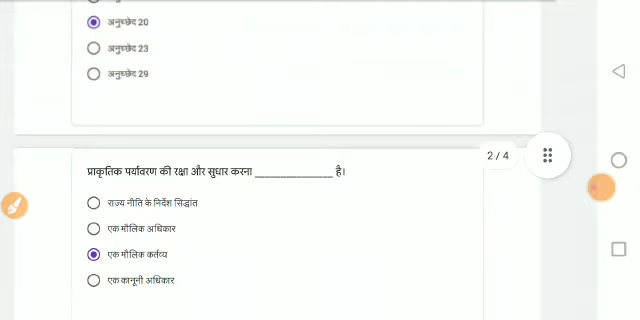 अनुच्छेद 20
अनुच्छेद 23
अनुच्छेद 29
2 / 4
प्राकृतिक पर्यावरण की रक्षा और सुधार करना ______________ है।
राज्य नीति के निर्देश सिद्धांत
एक मौलिक अधिकार
एक मौलिक कर्तव्य
एक कानूनी अधिकार